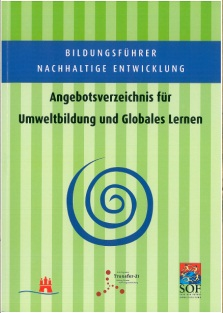 BILDUNGSFÜHRER
NACHHALTIGE ENTWICKLUNG
Angebotsverzeichnis für
Umweltbildung und Globales Lernen
Transfer-21
SOF